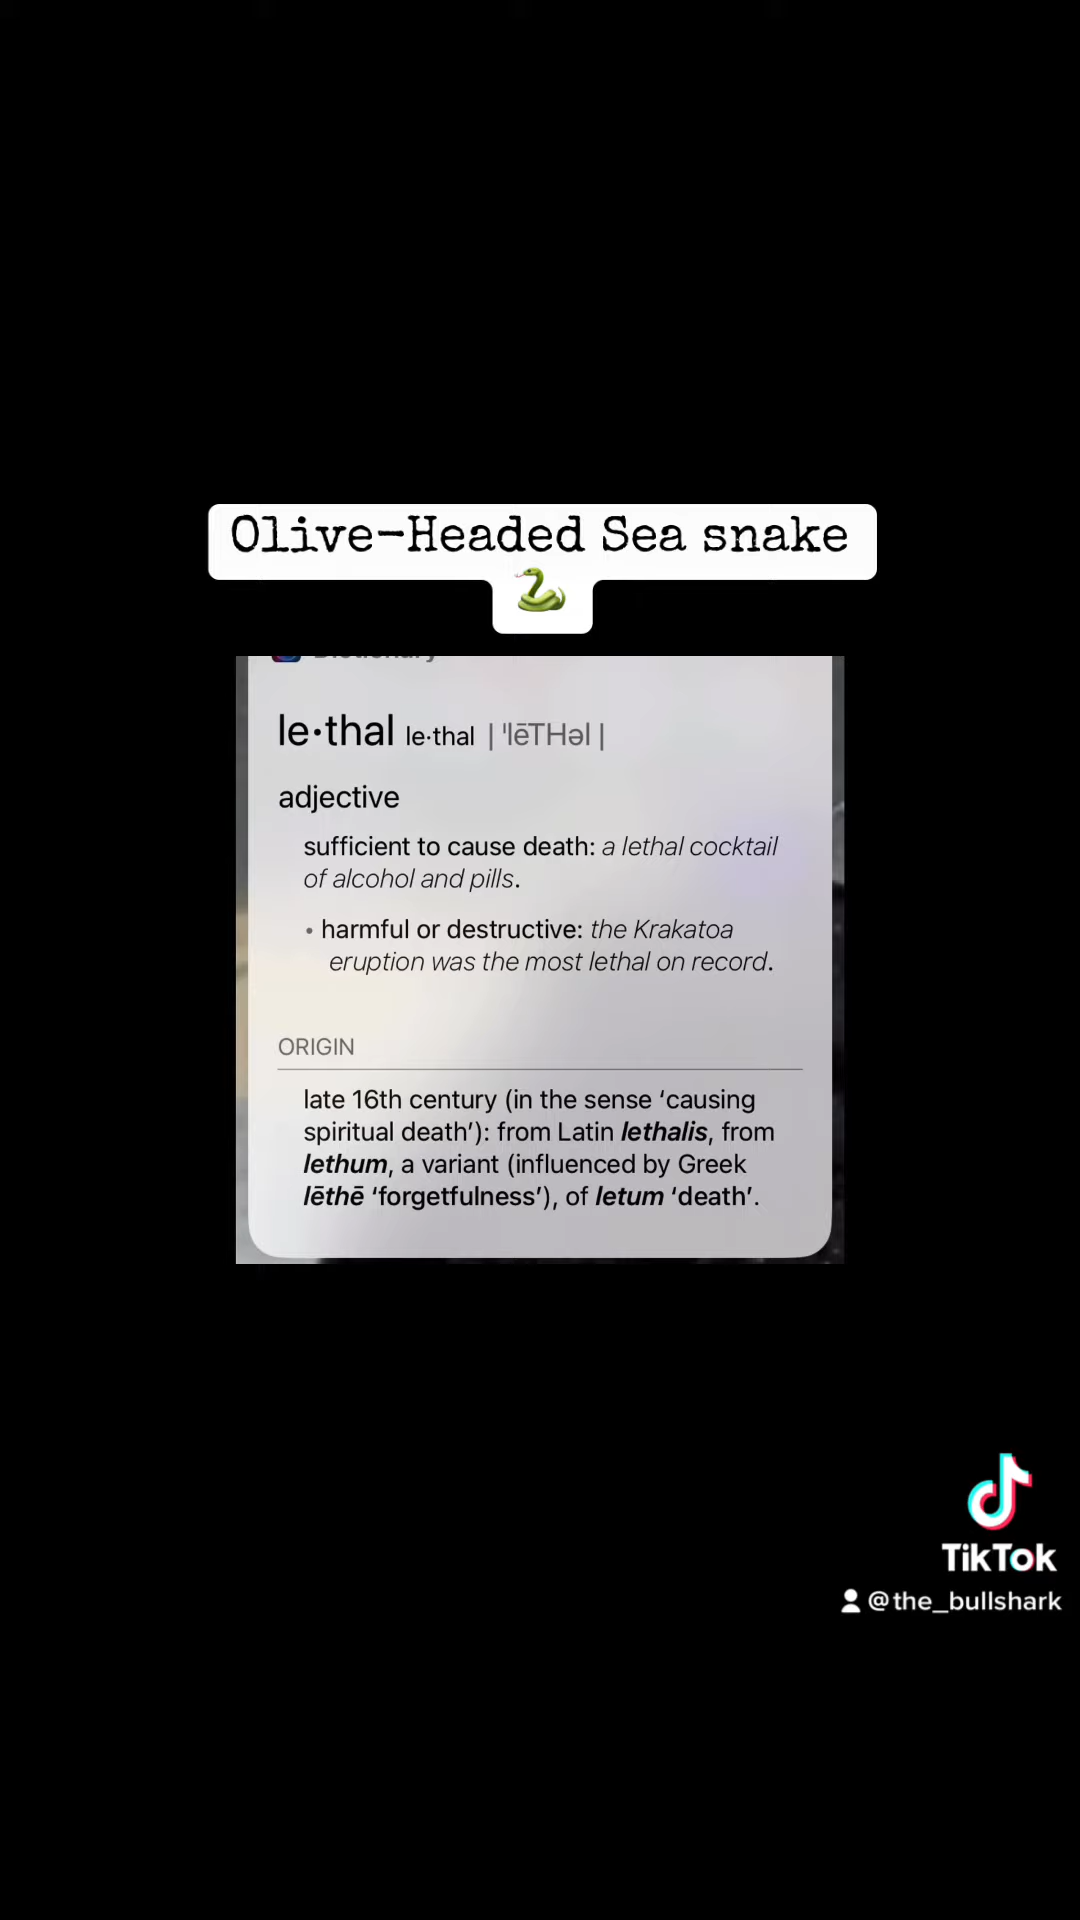 Olive-Headed Sea snake
🐍
Dictionary
le·thal le·thal | ˈlēTHəl |
adjective
sufficient to cause death: a lethal cocktail
of alcohol and pills.
• harmful or destructive: the Krakatoa
eruption was the most lethal on record.
ORIGIN
late 16th century (in the sense ‘causing
spiritual death’): from Latin lethalis, from
lethum, a variant (influenced by Greek
lēthē ‘forgetfulness’), of letum ‘death’.
TikTok
@the_bullshark